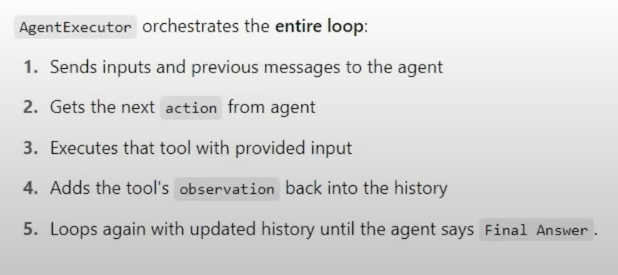 AgentExecutor orchestrates the entire loop:
1. Sends inputs and previous messages to the agent
2. Gets the next action from agent
3. Executes that tool with provided input
4. Adds the tool's observation back into the history
5. Loops again with updated history until the agent says Final Answer.